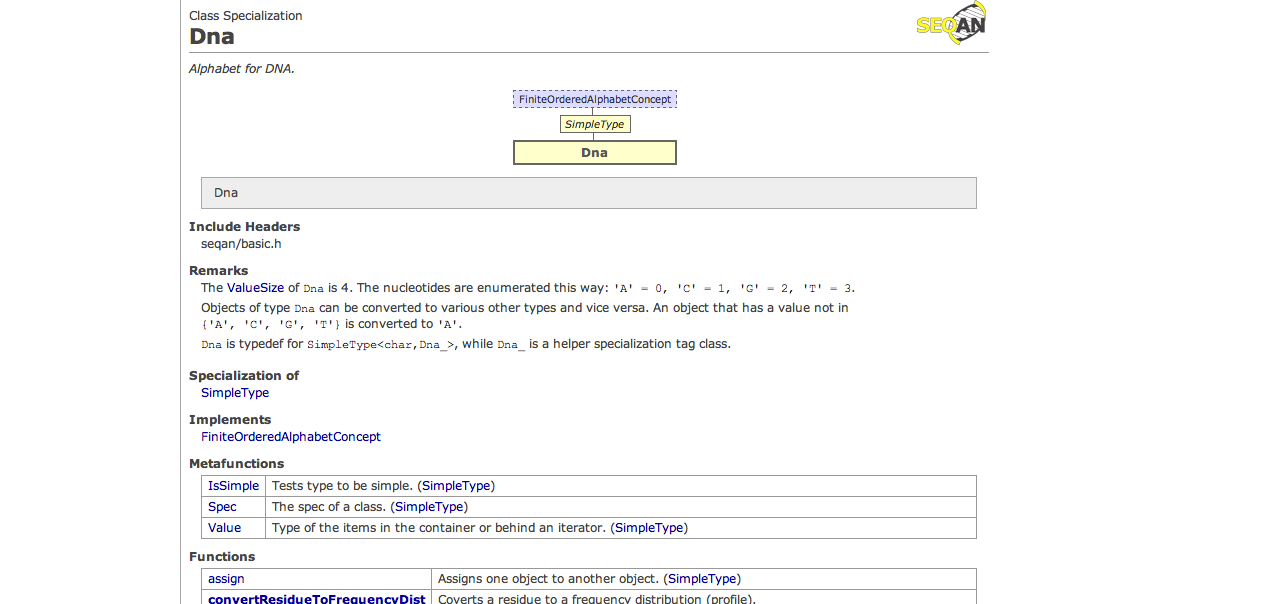 Class Specialization
Dna
SEQAN
Alphabet for DNA.
FiniteOrderedAlphabetConcept
SimpleType
Dna
Dna
Include Headers
seqan/basic.h
Remarks
The ValueSize of Dna is 4. The nucleotides are enumerated this way: 'A' = 0, 'C' = 1, 'G' = 2, 'T' = 3.
Objects of type Dna can be converted to various other types and vice versa. An object that has a value not in
{'A', 'C', 'G', 'T'} is converted to 'A'.
Dna is typedef for SimpleType<char,Dna_>, while Dna_ is a helper specialization tag class.
Specialization of
SimpleType
Implements
FiniteOrderedAlphabetConcept
Metafunctions
IsSimple Tests type to be simple. (SimpleType)
Spec The spec of a class. (SimpleType)
Value Type of the items in the container or behind an iterator. (SimpleType)
Functions
assign Assigns one object to another object. (SimpleType)
convertResidueToFrequencyDist Coverts a residue to a frequency distribution (profile).